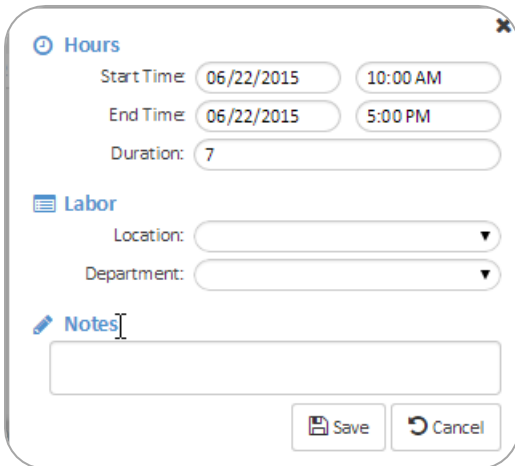 Hours
Start Time: 06/22/2015 10:00 AM
End Time: 06/22/2015 5:00 PM
Duration: 7
Labor
Location:
Department:
Notes
Save Cancel